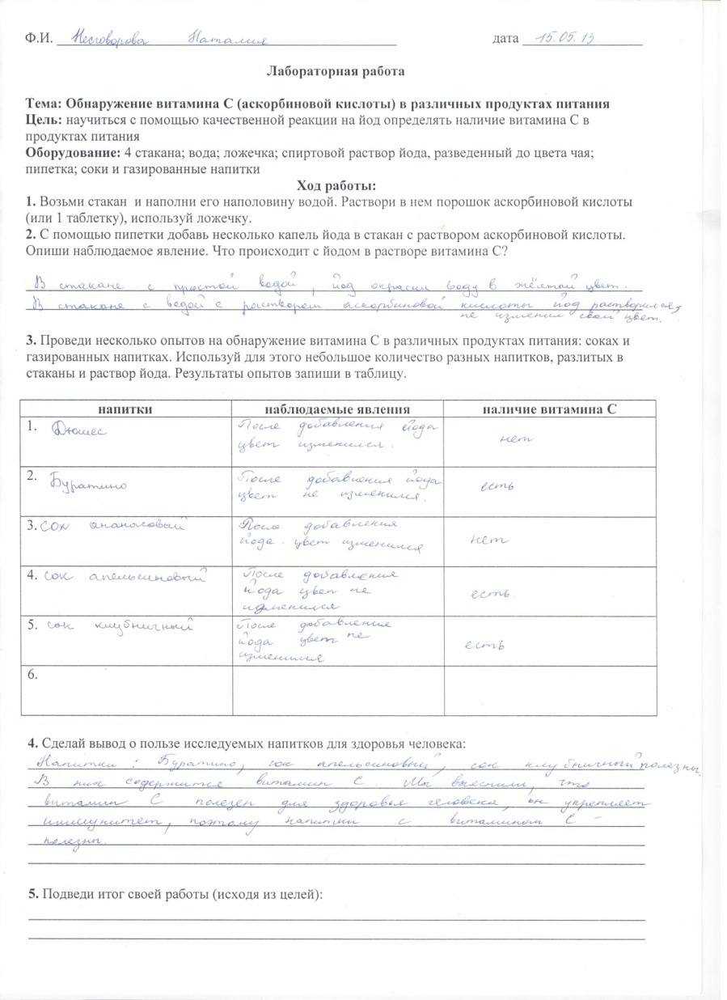 Ф.И. Несговорова Наталия дата 15.05.13
Лабораторная работа
Тема: Обнаружение витамина С (аскорбиновой кислоты) в различных продуктах питания
Цель: научиться с помощью качественной реакции на йод определять наличие витамина С в
продуктах питания
Оборудование: 4 стакана; вода; ложечка; спиртовой раствор йода, разведенный до цвета чая;
пипетка; соки и газированные напитки
Ход работы:
1. Возьми стакан и наполни его наполовину водой. Раствори в нем порошок аскорбиновой кислоты
(или 1 таблетку), используй ложечку.
2. С помощью пипетки добавь несколько капель йода в стакан с раствором аскорбиновой кислоты.
Опиши наблюдаемое явление. Что происходит с йодом в растворе витамина С?
В стакане с простой водой, йод окрасил воду в жёлтый цвет.
В стакане с водой с раствором аскорбиновой кислоты йод растворился,
не изменил свой цвет.
3. Проведи несколько опытов на обнаружение витамина С в различных продуктах питания: соках и
газированных напитках. Используй для этого небольшое количество разных напитков, разлитых в
стаканы и раствор йода. Результаты опытов запиши в таблицу.
напитки наблюдаемые явления наличие витамина С
1. Дюшес После добавления йода
цвет изменился. нет
2. Буратино После добавления йода
цвет не изменился. есть
3. сок ананасовый После добавления
йода цвет изменился нет
4. сок апельсиновый После добавления
йода цвет не
изменился есть.
5. сок клубничный После добавления
йода цвет не
изменился есть
6.
4. Сделай вывод о пользе исследуемых напитков для здоровья человека:
Напитки: Буратино, сок апельсиновый, сок клубничный полезны.
В них содержится витамин С. Мы выяснили, что
витамин С полезен для здоровья человека, он укрепляет
иммунитет, поэтому напитки с витамином С –
полезны.
5. Подведи итог своей работы (исходя из целей):